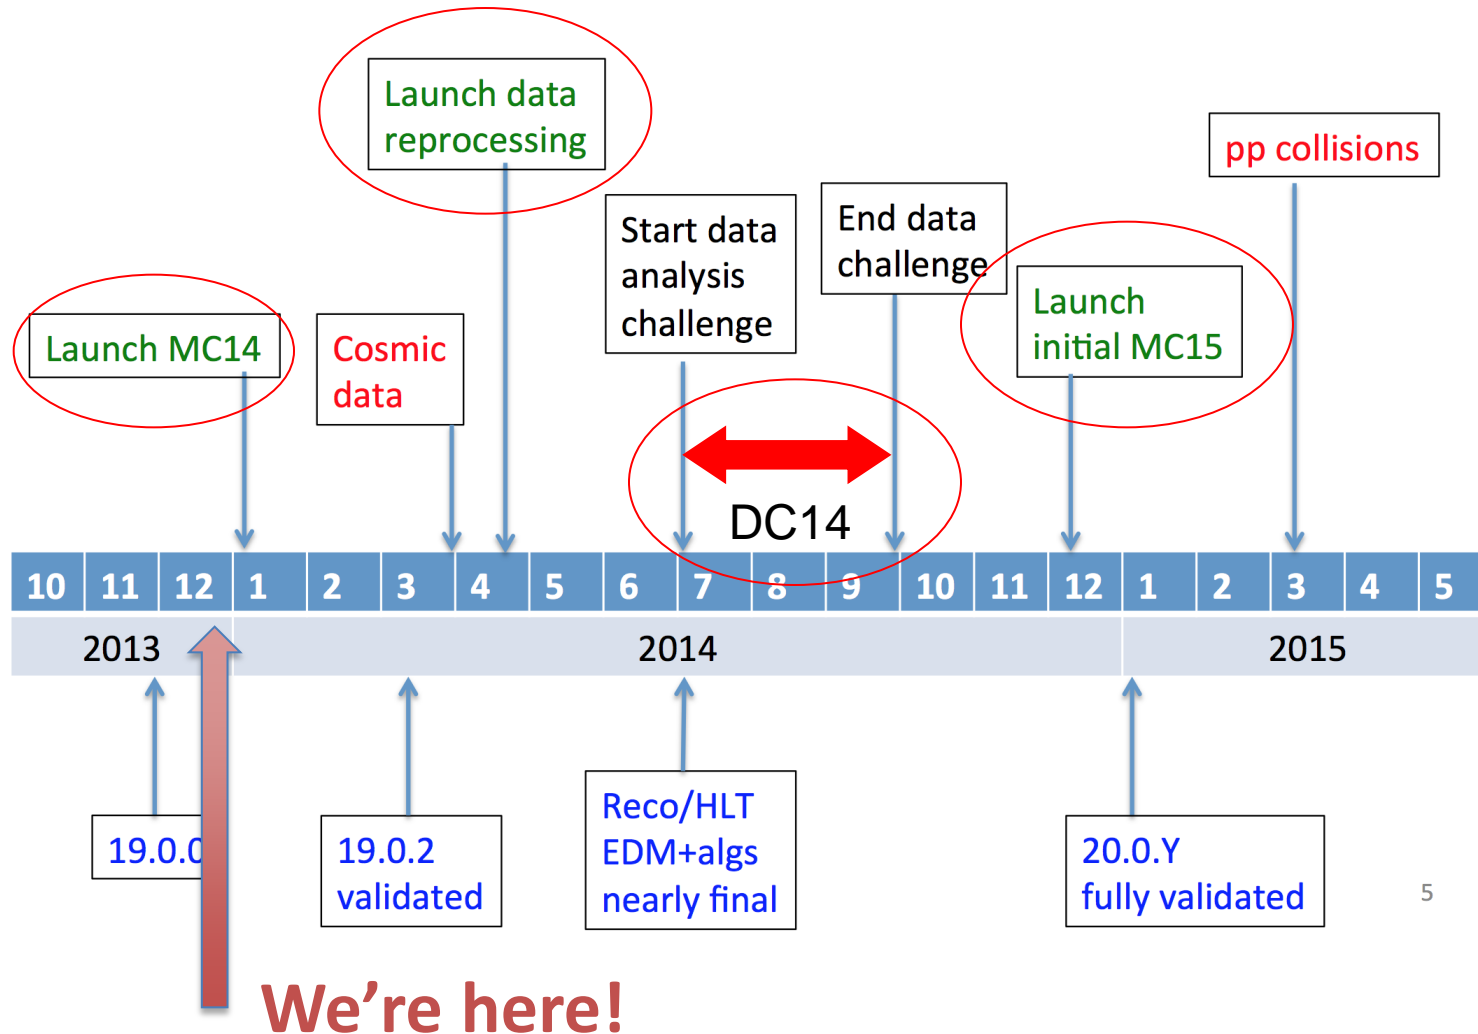 Launch data
reprocessing
pp collisions
Start data
analysis
challenge
End data
challenge
Launch
initial MC15
Launch MC14
Cosmic
data
DC14
10 11 12 1 2 3 4 5 6 7 8 9 10 11 12 1 2 3 4 5
2013 2014 2015
19.0.0
19.0.2
validated
Reco/HLT
EDM+algs
nearly final
20.0.Y
fully validated
5
We're here!